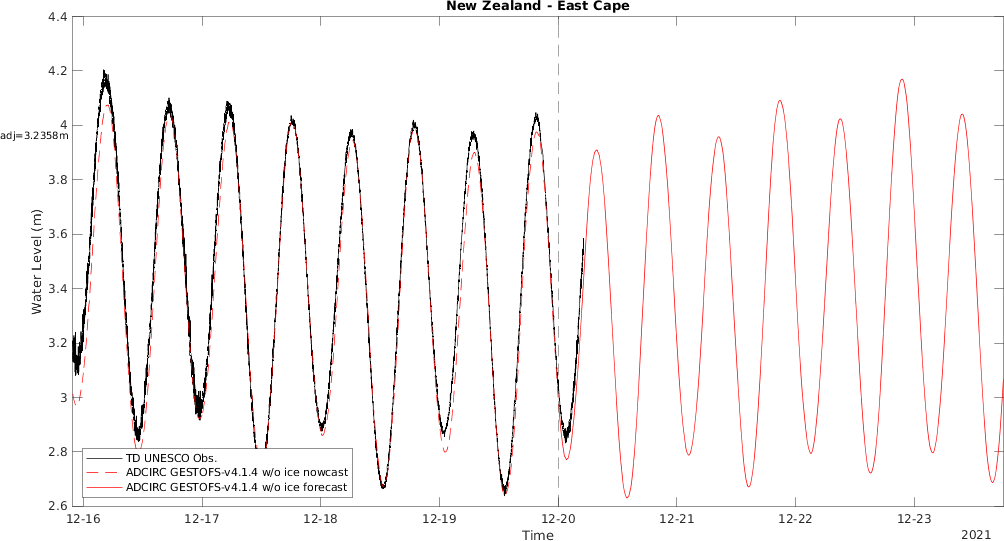 New Zealand - East Cape
4.4
4.2
adj=3.2358m
4
3.8
3.6
3.4
3.2
3
2.8
2.6
Water Level (m)
TD UNESCO Obs.
ADCIRC GESTOFS-v4.1.4 w/o ice nowcast
ADCIRC GESTOFS-v4.1.4 w/o ice forecast
12-16 12-17 12-18 12-19 12-20 12-21 12-22 12-23
Time
2021